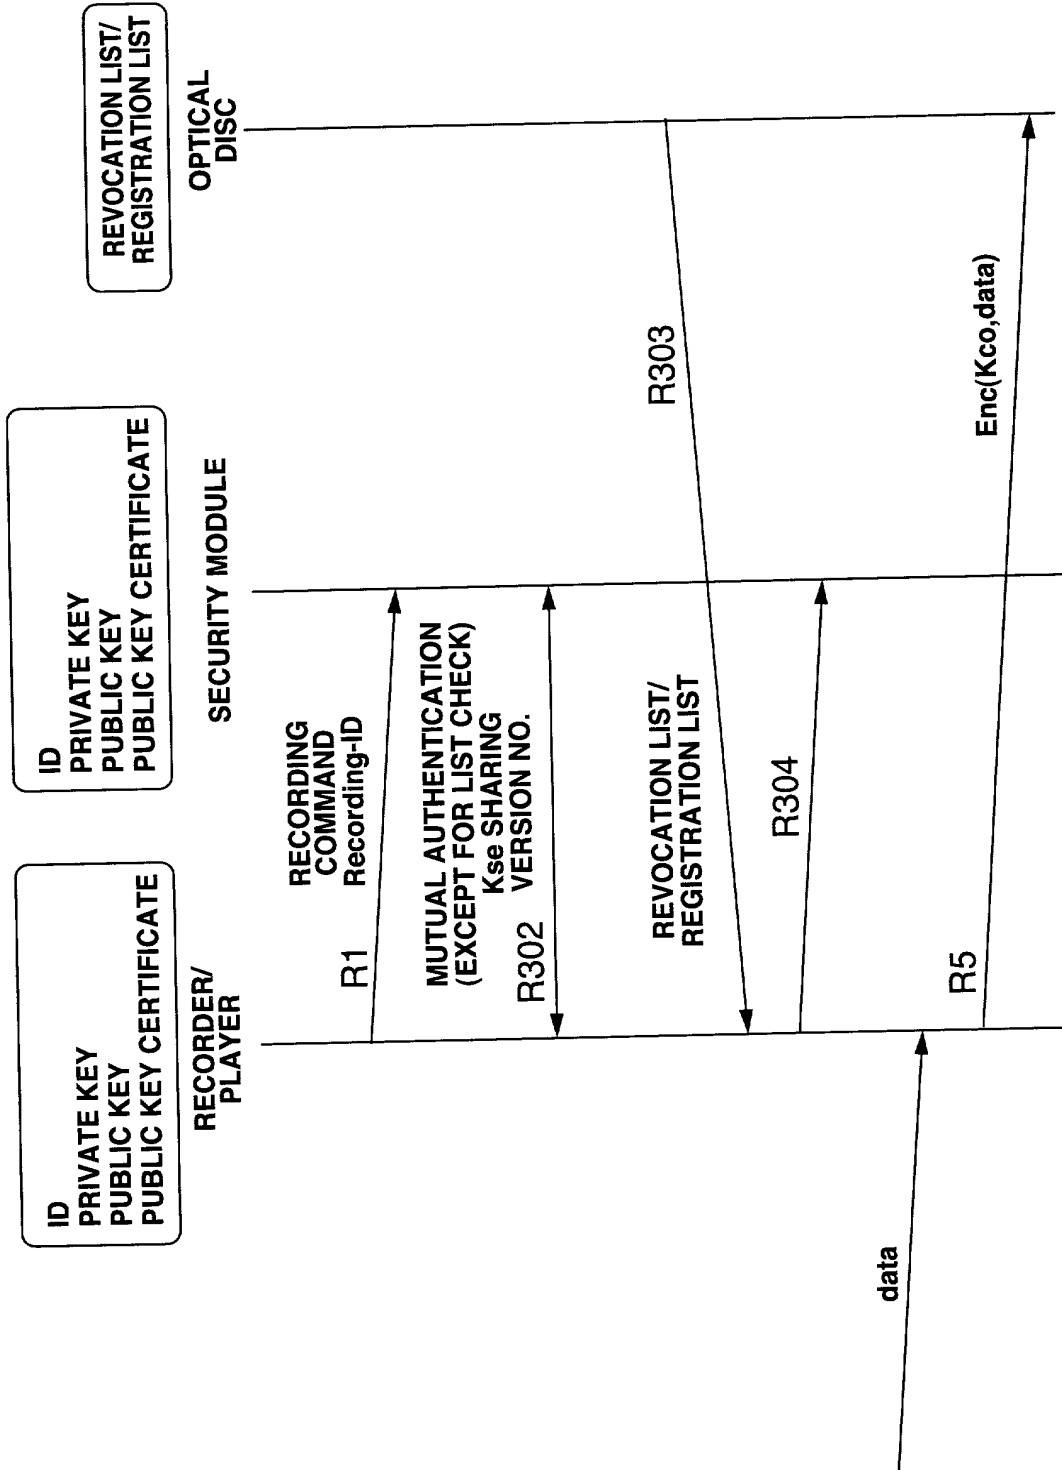 ID
PRIVATE KEY
PUBLIC KEY
PUBLIC KEY CERTIFICATE
RECORDER/
PLAYER
ID
PRIVATE KEY
PUBLIC KEY
PUBLIC KEY CERTIFICATE
SECURITY MODULE
REVOCATION LIST/
REGISTRATION LIST
OPTICAL
DISC
RECORDING
COMMAND
Recording-ID
R1
MUTUAL AUTHENTICATION
(EXCEPT FOR LIST CHECK)
Kse SHARING
VERSION NO.
R302
R303
REVOCATION LIST/
REGISTRATION LIST
R304
data
R5
Enc(Kco,data)